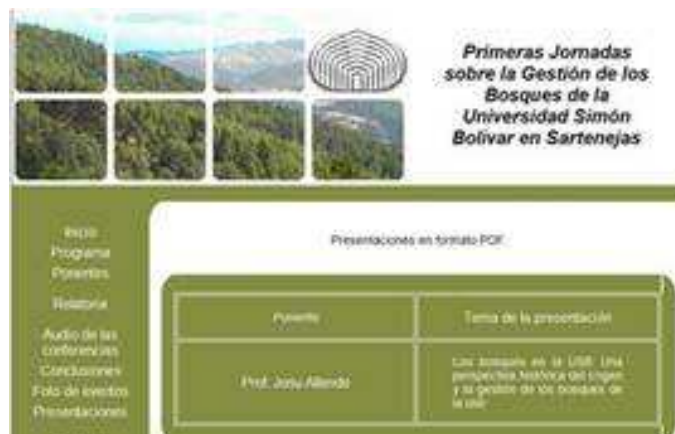 Primeras Jornadas
sobre la Gestión de los
Bosques de la
Universidad Simón
Bolívar en Sartenejas
Inicio
Programa
Ponentes
Relatoria
Audio de las
conferencias
Conclusiones
Foto de eventos
Presentaciones
Presentaciones en formato PDF
Ponente
Tema de la presentación
Prof. Josu Allende
Los bosques en la USB. Una
perspectiva histórica del origen
y la gestión de los bosques de
la USB